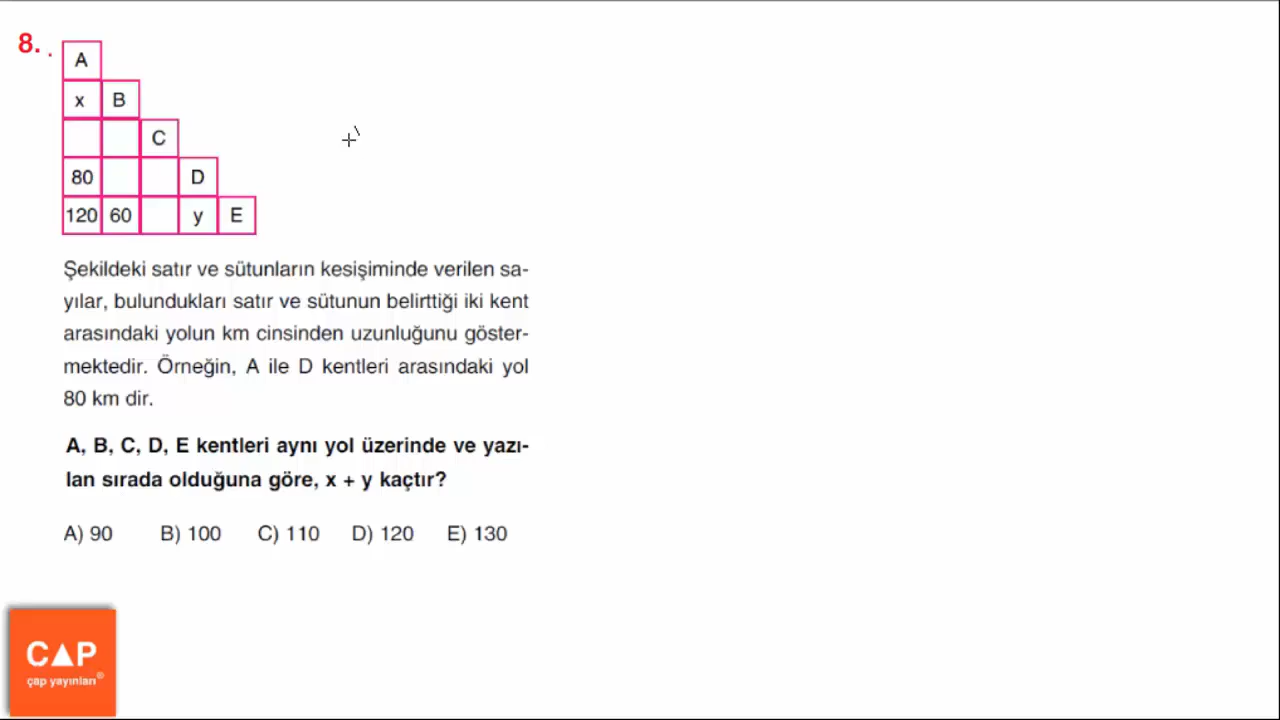 8. .
A
x B
C
80 D
120 60 y E
Şekildeki satır ve sütunların kesişiminde verilen sa-
yılar, bulundukları satır ve sütunun belirttiği iki kent
arasındaki yolun km cinsinden uzunluğunu göster-
mektedir. Örneğin, A ile D kentleri arasındaki yol
80 km dir.
A, B, C, D, E kentleri aynı yol üzerinde ve yazı-
lan sırada olduğuna göre, x + y kaçtır?
A) 90 B) 100 C) 110 D) 120 E) 130
CAP
çap yayınları®